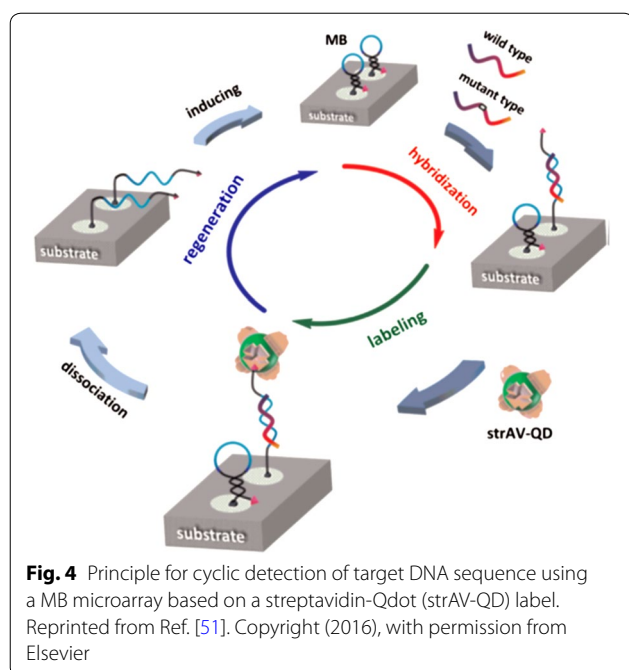 MB
wild type
mutant type
inducing
substrate
hybridization
regeneration
substrate
substrate
labeling
dissociation
strAV-QD
substrate
Fig. 4 Principle for cyclic detection of target DNA sequence using
a MB microarray based on a streptavidin-Qdot (strAV-QD) label.
Reprinted from Ref. [51]. Copyright (2016), with permission from
Elsevier